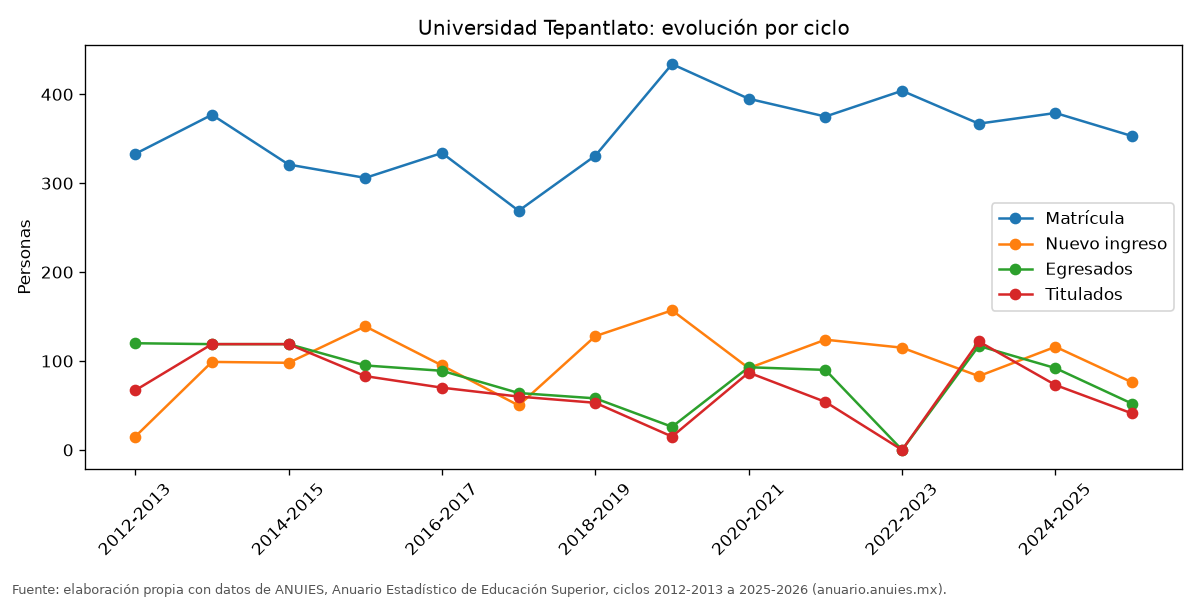 Universidad Tepantlato: evolución por ciclo
Personas
400
300
200
100
0
Matrícula
Nuevo ingreso
Egresados
Titulados
2012-2013
2014-2015
2016-2017
2018-2019
2020-2021
2022-2023
2024-2025
Fuente: elaboración propia con datos de ANUIES, Anuario Estadístico de Educación Superior, ciclos 2012-2013 a 2025-2026 (anuario.anuies.mx).